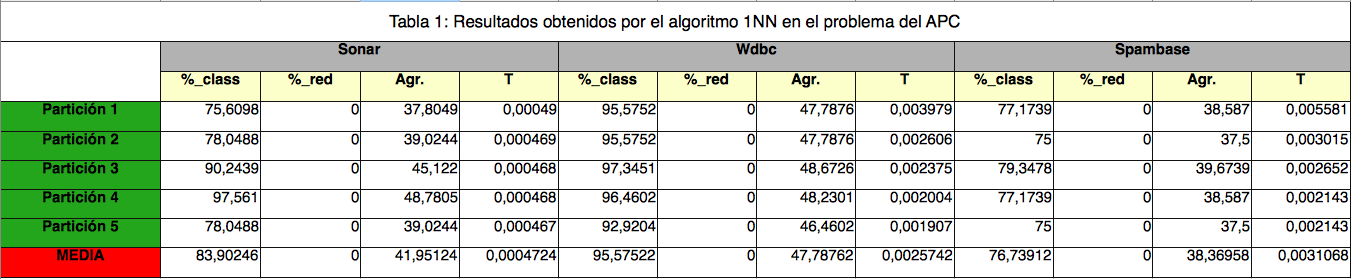 Tabla 1: Resultados obtenidos por el algoritmo 1NN en el problema del APC
Sonar Wdbc Spambase
%_class %_red Agr. T %_class %_red Agr. T %_class %_red Agr. T
Partición 1 75,6098 0 37,8049 0,00049 95,5752 0 47,7876 0,003979 77,1739 0 38,587 0,005581
Partición 2 78,0488 0 39,0244 0,000469 95,5752 0 47,7876 0,002606 75 0 37,5 0,003015
Partición 3 90,2439 0 45,122 0,000468 97,3451 0 48,6726 0,002375 79,3478 0 39,6739 0,002652
Partición 4 97,561 0 48,7805 0,000468 96,4602 0 48,2301 0,002004 77,1739 0 38,587 0,002143
Partición 5 78,0488 0 39,0244 0,000467 92,9204 0 46,4602 0,001907 75 0 37,5 0,002143
MEDIA 83,90246 0 41,95124 0,0004724 95,57522 0 47,78762 0,0025742 76,73912 0 38,36958 0,0031068